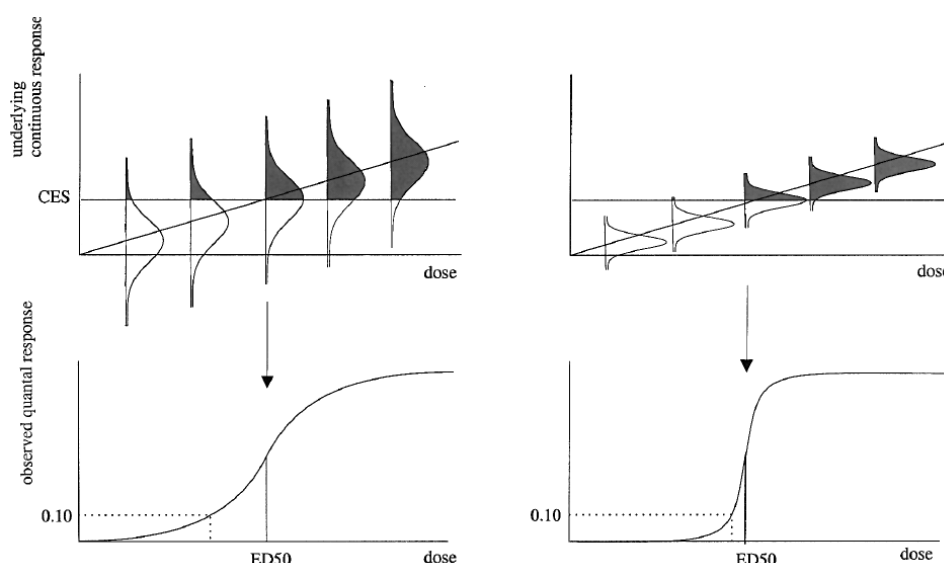 underlying
continuous response
CES
dose
dose
observed quantal response
0.10
ED50
dose
0.10
ED50
dose